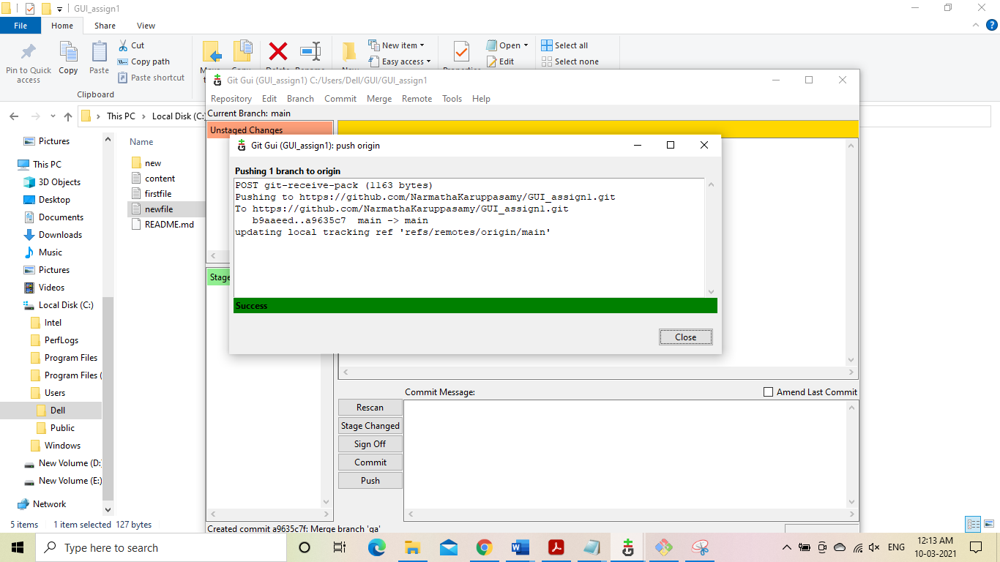 GUI_assign1
File
Home
Share
View
Pin to Quick access
Copy
Paste
Cut
Copy path
Paste shortcut
Clipboard
New item
Easy access
Open
Edit
Select all
Select none
This PC
Local Disk (C:
Pictures
This PC
3D Objects
Desktop
Documents
Downloads
Music
Pictures
Videos
Local Disk (C:)
Intel
PerfLogs
Program Files
Program Files (
Users
Dell
Public
Windows
New Volume (D:
New Volume (E:)
Network
Name
new
content
firstfile
newfile
README.md
5 items
1 item selected 127 bytes
Git Gui (GUI_assign1) C:/Users/Dell/GUI/GUI_assign1
Repository Edit Branch Commit Merge Remote Tools Help
Current Branch: main
Unstaged Changes
Stage
Git Gui (GUI_assign1): push origin
Pushing 1 branch to origin
POST git-receive-pack (1163 bytes)
Pushing to https://github.com/NarmathaKaruppasamy/GUI_assign1.git
To https://github.com/NarmathaKaruppasamy/GUI_assign1.git
b9aaeed..a9635c7 main -> main
updating local tracking ref 'refs/remotes/origin/main'
Success
Close
Commit Message:
Amend Last Commit
Rescan
Stage Changed
Sign Off
Commit
Push
Created commit a9635c7f: Merge branch 'qa'
Type here to search
ENG
12:13 AM
10-03-2021